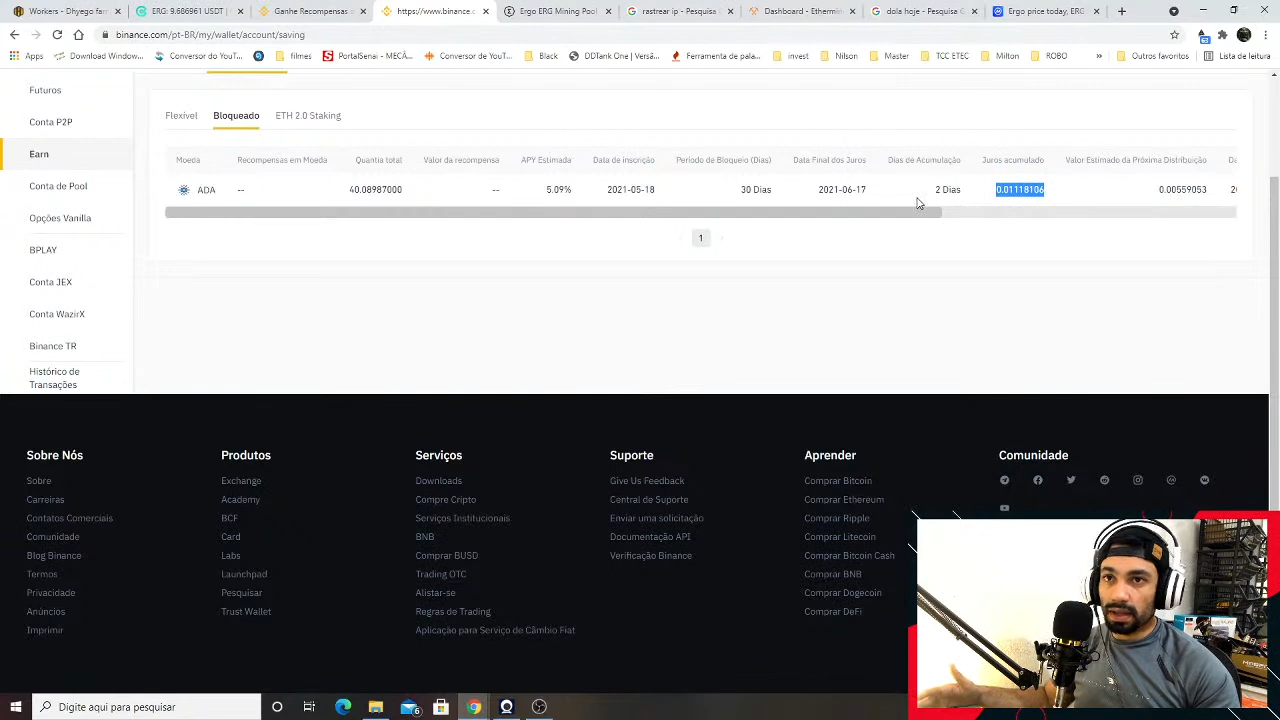 Workers - Dhyego fam
ERG: 9.686961 USDT |
Ganhe Recompensas
https://www.binance.c
Ergo ERG Mining Pool
rastrear ip - Pesquisa
Dashboard - Ethermin
dolar hoje - Pesquisa G
Ergo price today, ERG
binance.com/pt-BR/my/wallet/account/saving
63
Apps
Download Window...
Conversor do YouT...
filmes
PortalSenai — MECÂ...
Conversor de YouT...
Black
DDTank One | Versã...
Ferramenta de pala...
invest
Nilson
Master
TCC ETEC
Milton
ROBO
»
Outros favoritos
Lista de leitura
Futuros
Conta P2P
Earn
Conta de Pool
Opções Vanilla
BPLAY
Conta JEX
Conta WazirX
Binance TR
Histórico de
Transações
Flexível Bloqueado ETH 2.0 Staking
Moeda Recompensas em Moeda Quantia total Valor da recompensa APY Estimada Data de inscrição Período de Bloqueio (Dias) Data Final dos Juros Dias de Acumulação Juros acumulado Valor Estimado da Próxima Distribuição Da
ADA -- 40.08987000 -- 5.09% 2021-05-18 30 Dias 2021-06-17 2 Dias 0.01118106 0.00559053 20
1
Sobre Nós
Sobre
Carreiras
Contatos Comerciais
Comunidade
Blog Binance
Termos
Privacidade
Anúncios
Imprimir
Produtos
Exchange
Academy
BCF
Card
Labs
Launchpad
Pesquisar
Trust Wallet
Serviços
Downloads
Compre Cripto
Serviços Institucionais
BNB
Comprar BUSD
Trading OTC
Alistar-se
Regras de Trading
Aplicação para Serviço de Câmbio Fiat
Suporte
Give Us Feedback
Central de Suporte
Enviar uma solicitação
Documentação API
Verificação Binance
Aprender
Comprar Bitcoin
Comprar Ethereum
Comprar Ripple
Comprar Litecoin
Comprar Bitcoin Cash
Comprar BNB
Comprar Dogecoin
Comprar DeFi
Comunidade
Digite aqui para pesquisar
6